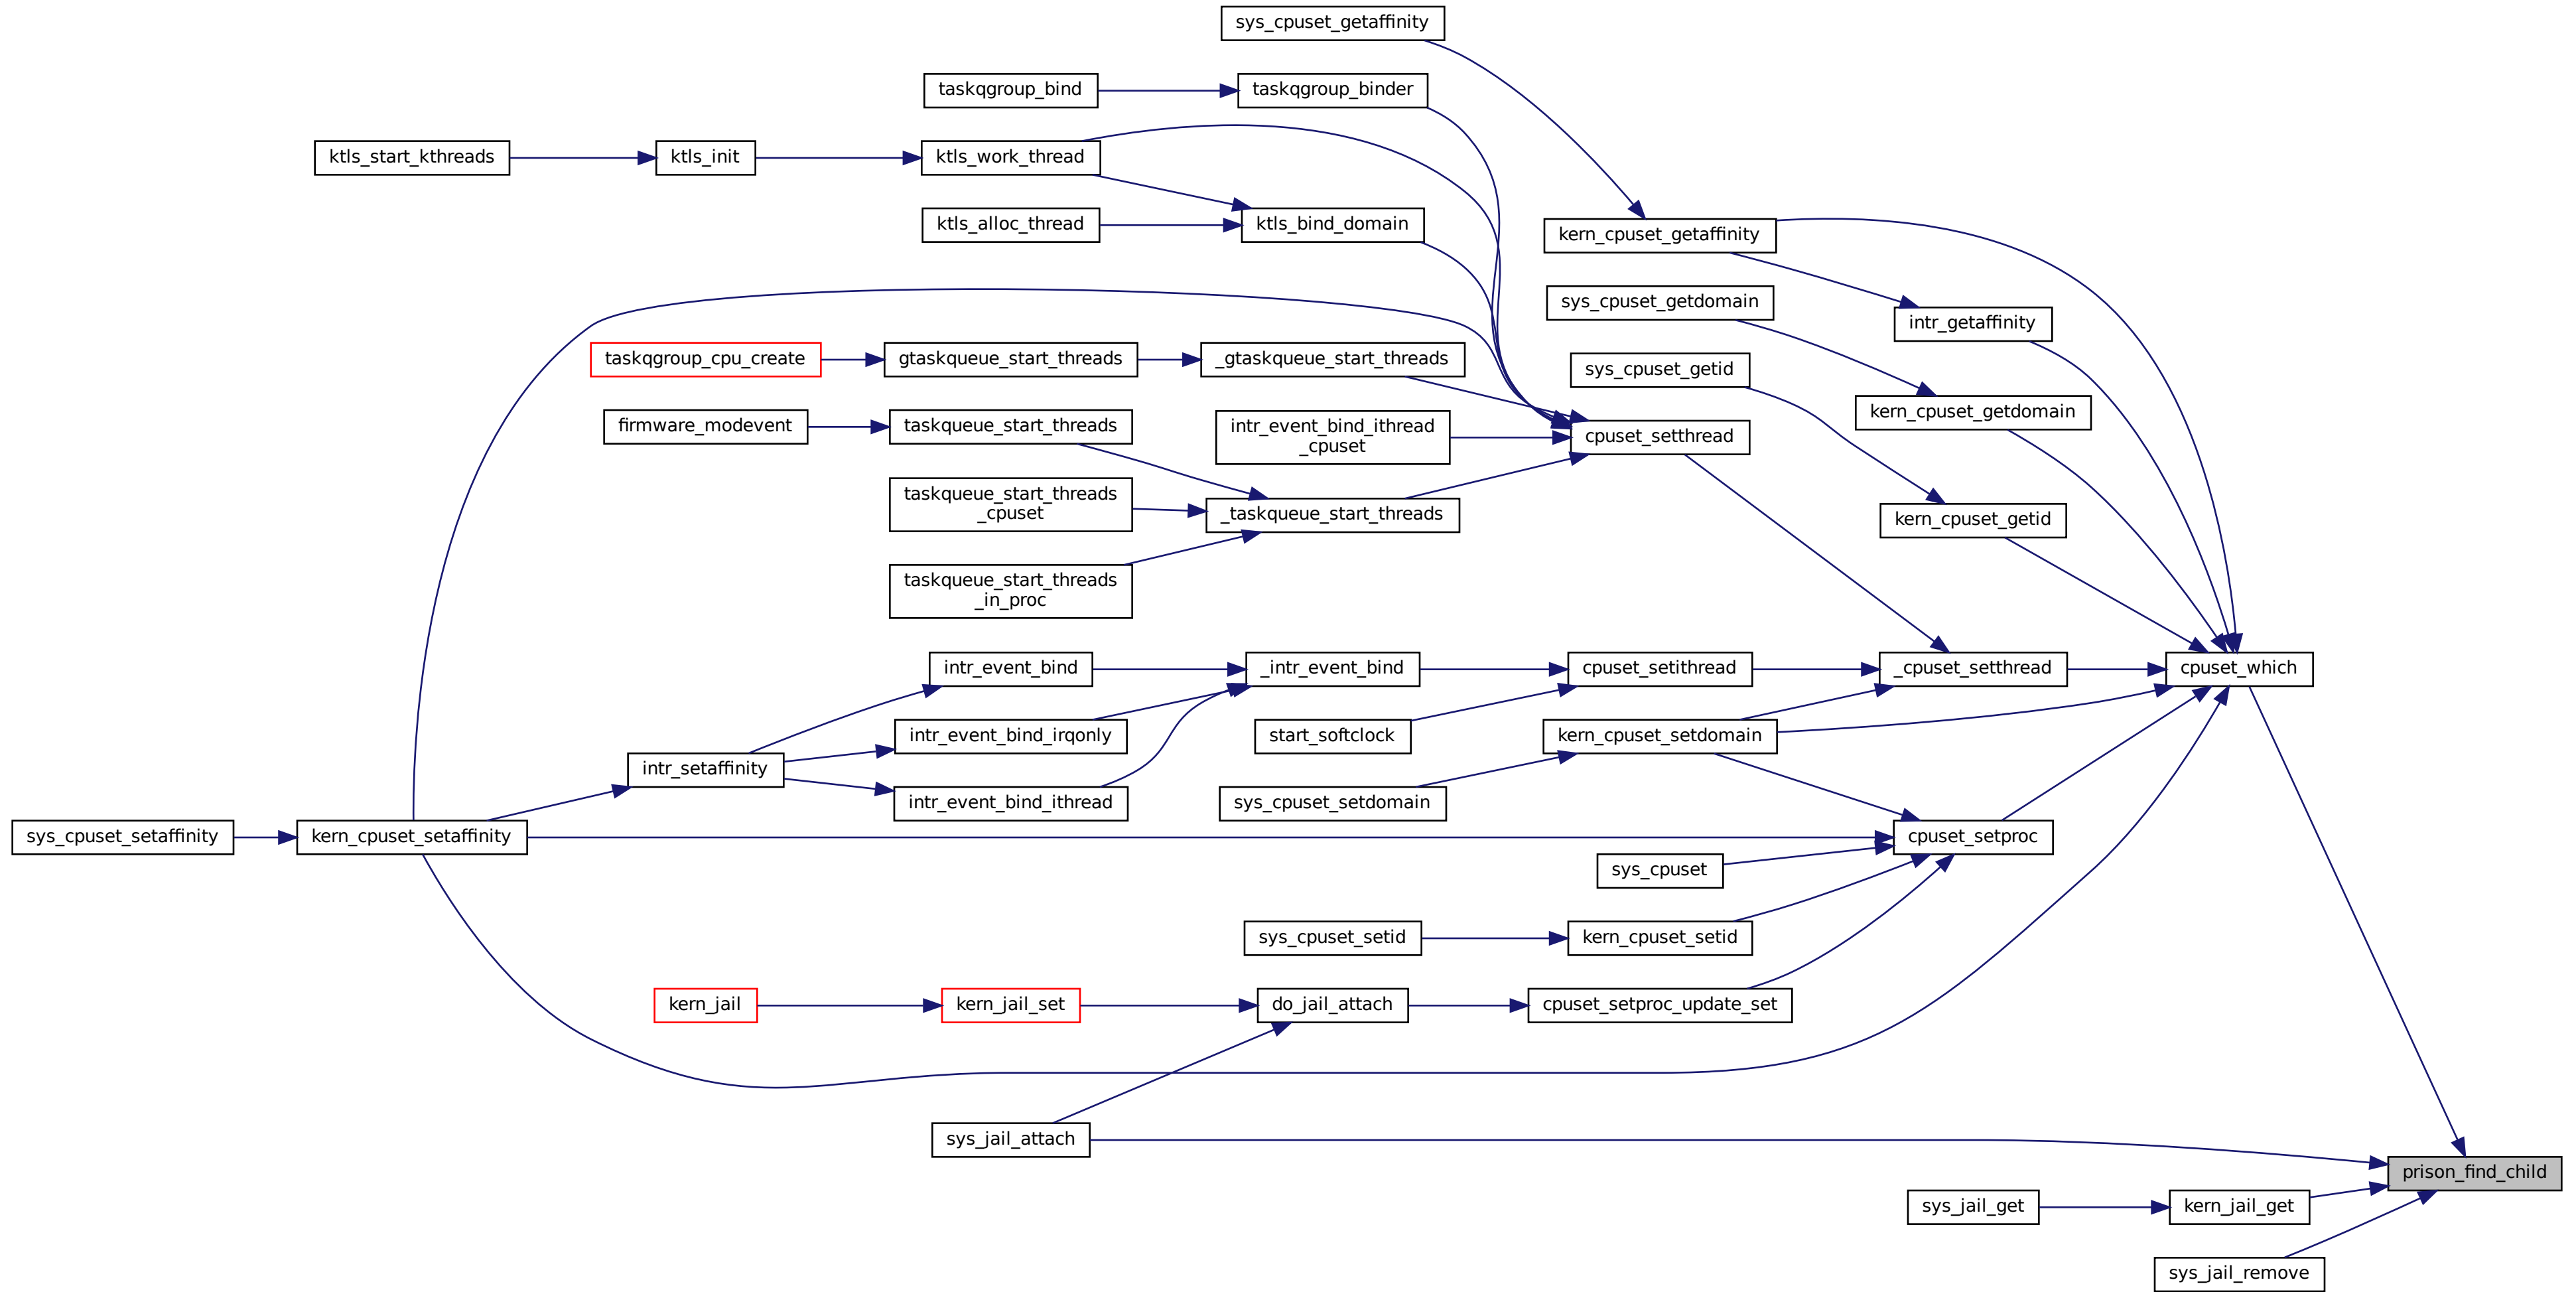 sys_cpuset_getaffinity
taskqgroup_bind
taskqgroup_binder
ktls_start_kthreads
ktls_init
ktls_work_thread
ktls_alloc_thread
ktls_bind_domain
kern_cpuset_getaffinity
sys_cpuset_getdomain
intr_getaffinity
taskqgroup_cpu_create
gtaskqueue_start_threads
_gtaskqueue_start_threads
sys_cpuset_getid
kern_cpuset_getdomain
firmware_modevent
taskqueue_start_threads
intr_event_bind_ithread
_cpuset
cpuset_setthread
taskqueue_start_threads
_cpuset
_taskqueue_start_threads
kern_cpuset_getid
taskqueue_start_threads
_in_proc
intr_event_bind
_intr_event_bind
cpuset_setithread
_cpuset_setthread
cpuset_which
intr_event_bind_irqonly
start_softclock
kern_cpuset_setdomain
intr_setaffinity
intr_event_bind_ithread
sys_cpuset_setdomain
sys_cpuset_setaffinity
kern_cpuset_setaffinity
cpuset_setproc
sys_cpuset
sys_cpuset_setid
kern_cpuset_setid
kern_jail
kern_jail_set
do_jail_attach
cpuset_setproc_update_set
sys_jail_attach
prison_find_child
sys_jail_get
kern_jail_get
sys_jail_remove